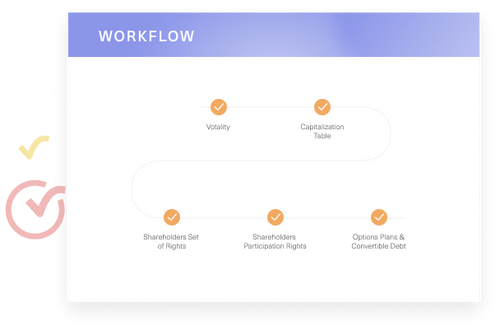 WORKFLOW
Votality
Capitalization
Table
Shareholders Set
of Rights
Shareholders
Participation Rights
Options Plans &
Convertible Debt